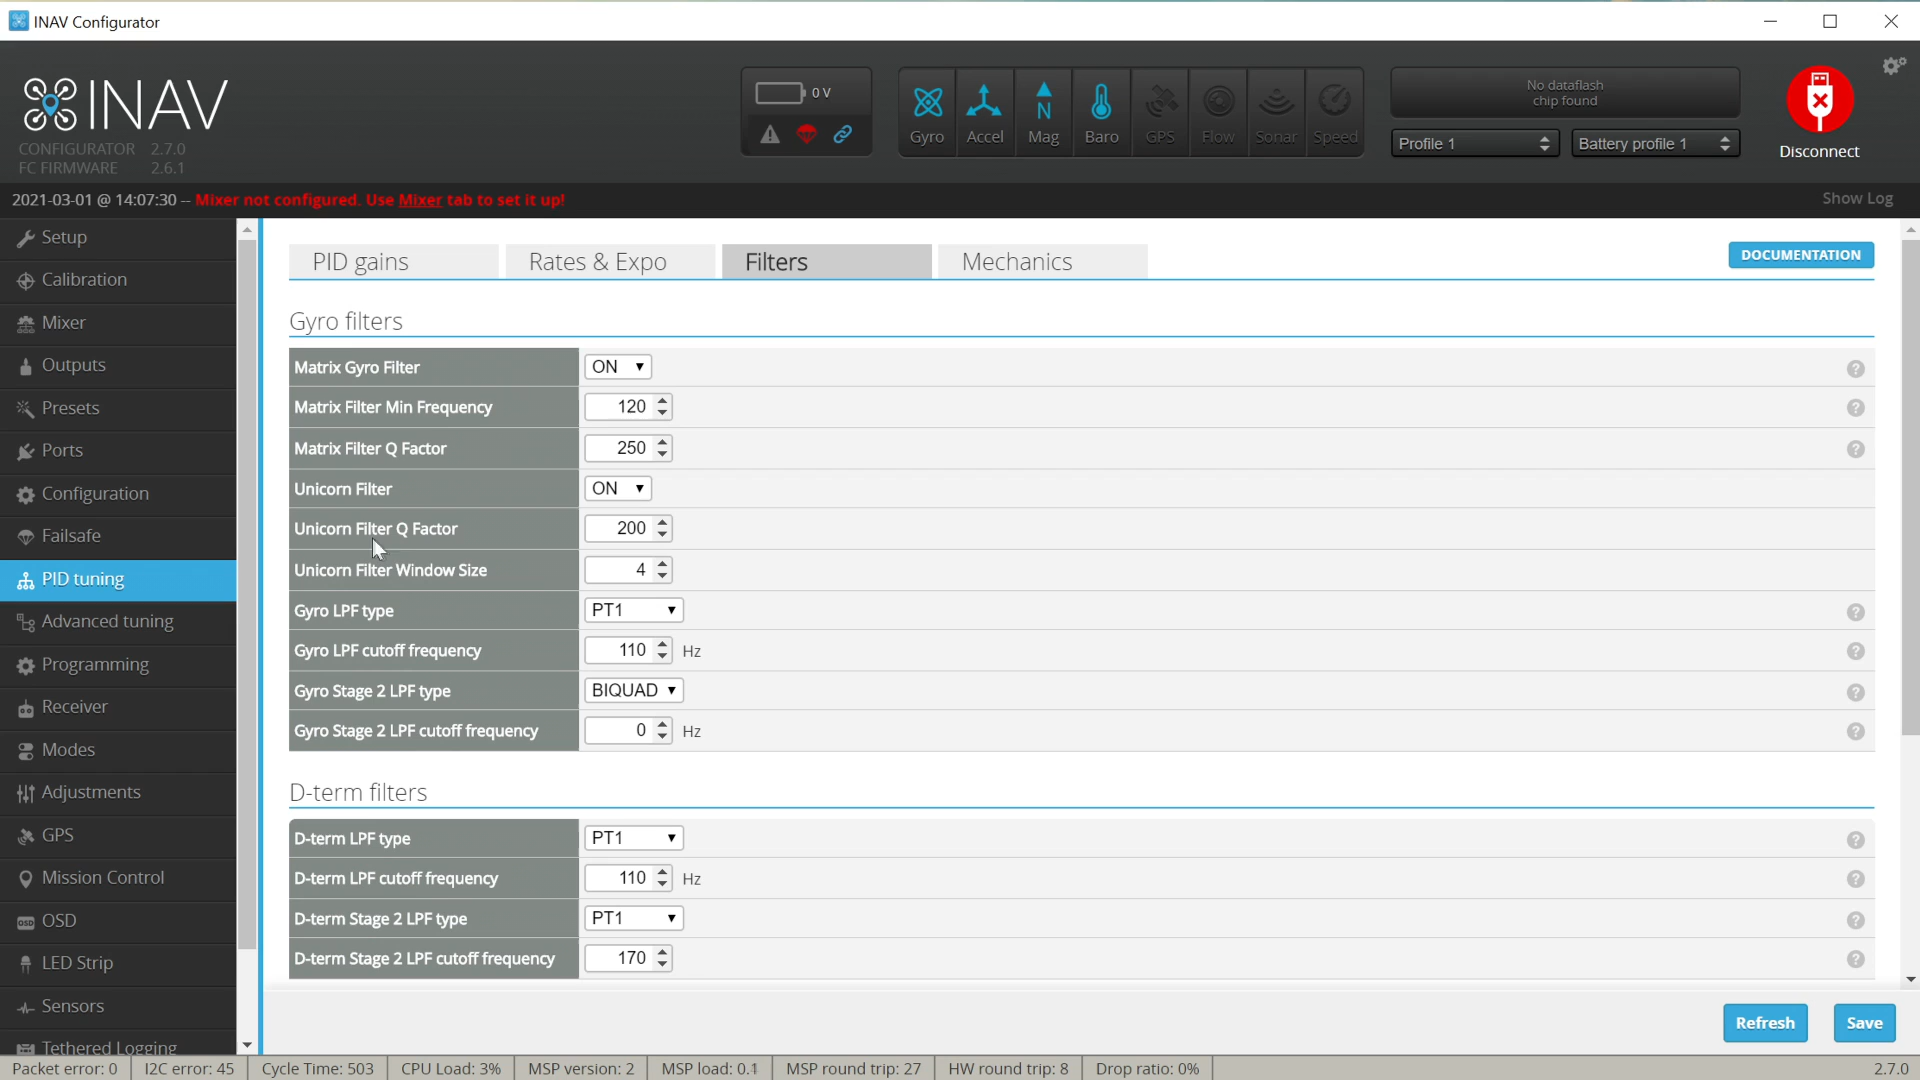 INAV Configurator
INAV
CONFIGURATOR 2.7.0
FC FIRMWARE 2.6.1
0 V
Gyro
Accel
N
Mag
Baro
GPS
Flow
Sonar
Speed
No dataflash
chip found
Profile 1
Battery profile 1
Disconnect
2021-03-01 @ 14:07:30 -- Mixer not configured. Use Mixer tab to set it up!
Show Log
Setup
Calibration
Mixer
Outputs
Presets
Ports
Configuration
Failsafe
PID tuning
Advanced tuning
Programming
Receiver
Modes
Adjustments
GPS
Mission Control
OSD
LED Strip
Sensors
Tethered Logging
PID gains
Rates & Expo
Filters
Mechanics
DOCUMENTATION
Gyro filters
Matrix Gyro Filter ON
Matrix Filter Min Frequency 120
Matrix Filter Q Factor 250
Unicorn Filter ON
Unicorn Filter Q Factor 200
Unicorn Filter Window Size 4
Gyro LPF type PT1
Gyro LPF cutoff frequency 110 Hz
Gyro Stage 2 LPF type BIQUAD
Gyro Stage 2 LPF cutoff frequency 0 Hz
D-term filters
D-term LPF type PT1
D-term LPF cutoff frequency 110 Hz
D-term Stage 2 LPF type PT1
D-term Stage 2 LPF cutoff frequency 170
Refresh
Save
Packet error: 0
I2C error: 45
Cycle Time: 503
CPU Load: 3%
MSP version: 2
MSP load: 0.1
MSP round trip: 27
HW round trip: 8
Drop ratio: 0%
2.7.0